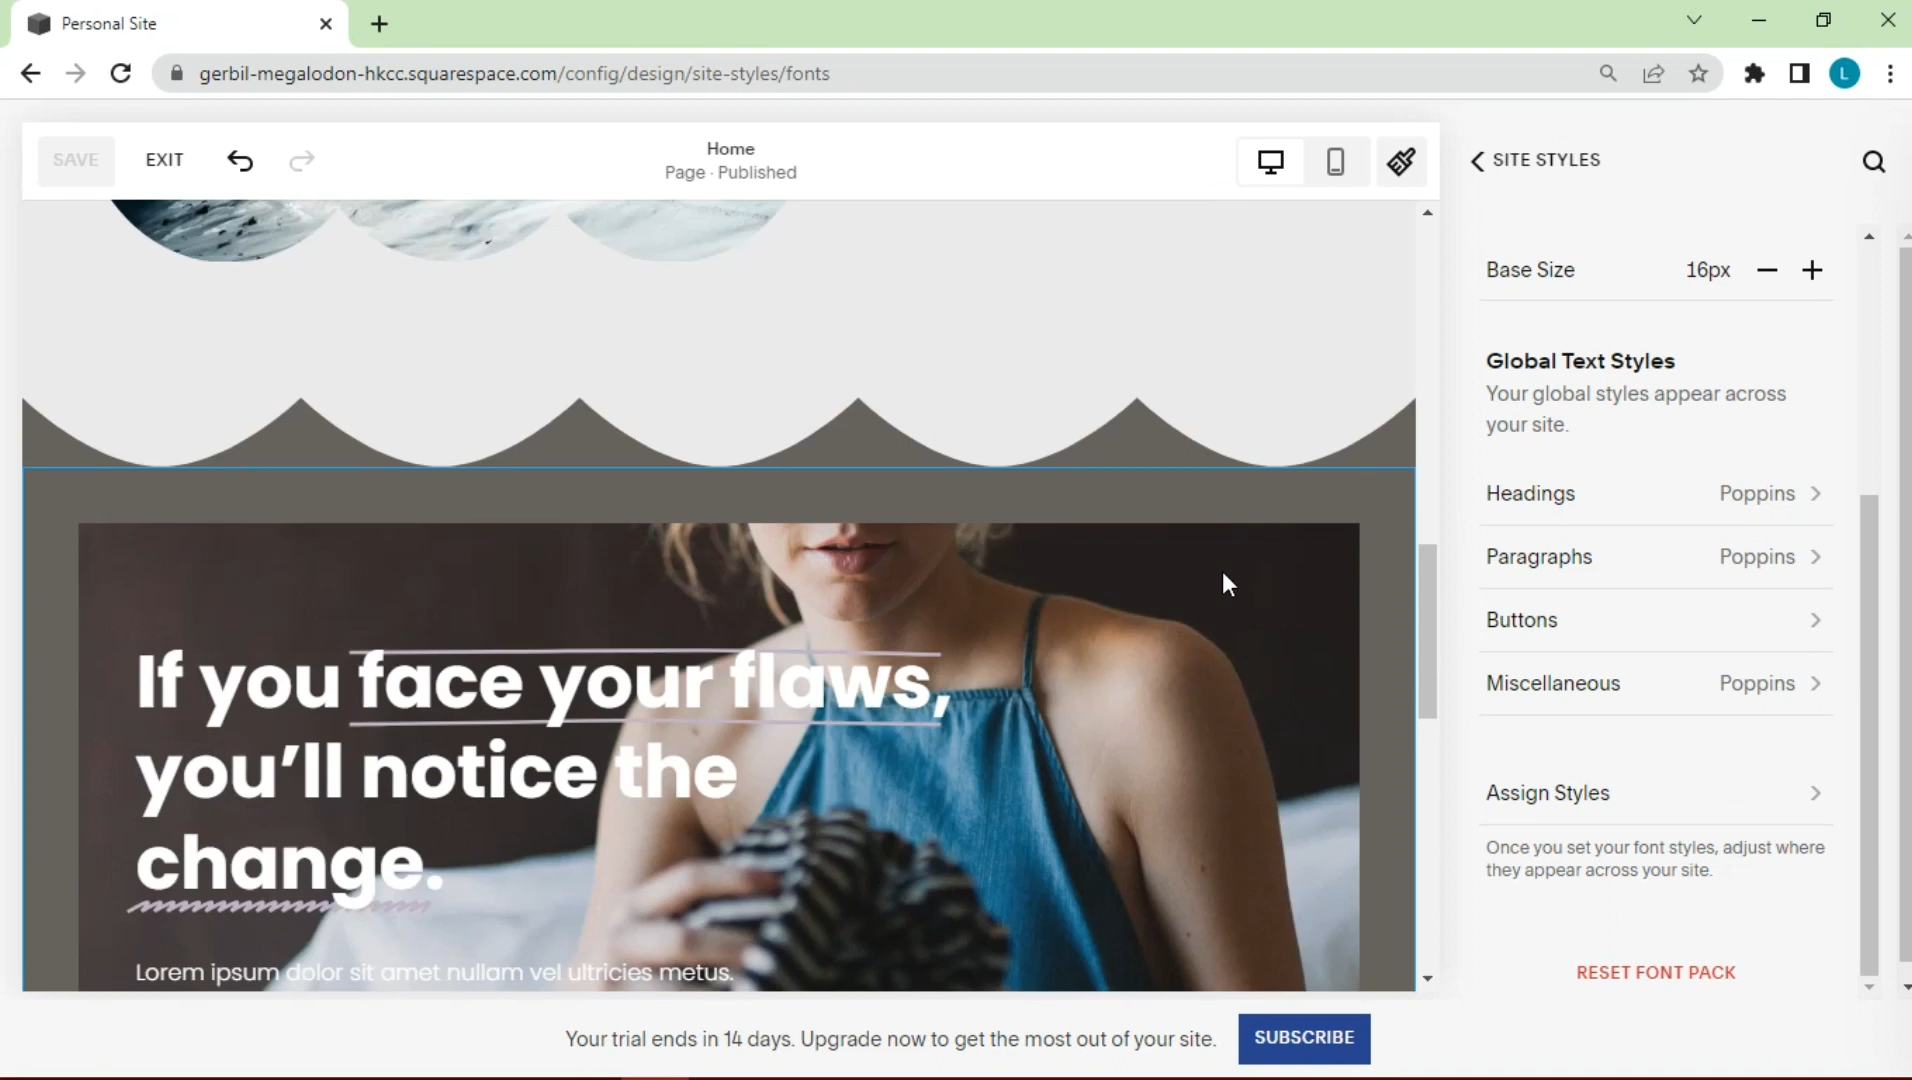 Personal Site
gerbil-megalodon-hkcc.squarespace.com/config/design/site-styles/fonts
L
SAVE
EXIT
Home
Page · Published
SITE STYLES
Base Size 16px
Global Text Styles
Your global styles appear across
your site.
Headings Poppins
Paragraphs Poppins
Buttons
Miscellaneous Poppins
Assign Styles
Once you set your font styles, adjust where
they appear across your site.
RESET FONT PACK
If you face your flaws,
you’ll notice the
change.
Lorem ipsum dolor sit amet nullam vel ultricies metus.
Your trial ends in 14 days. Upgrade now to get the most out of your site.
SUBSCRIBE